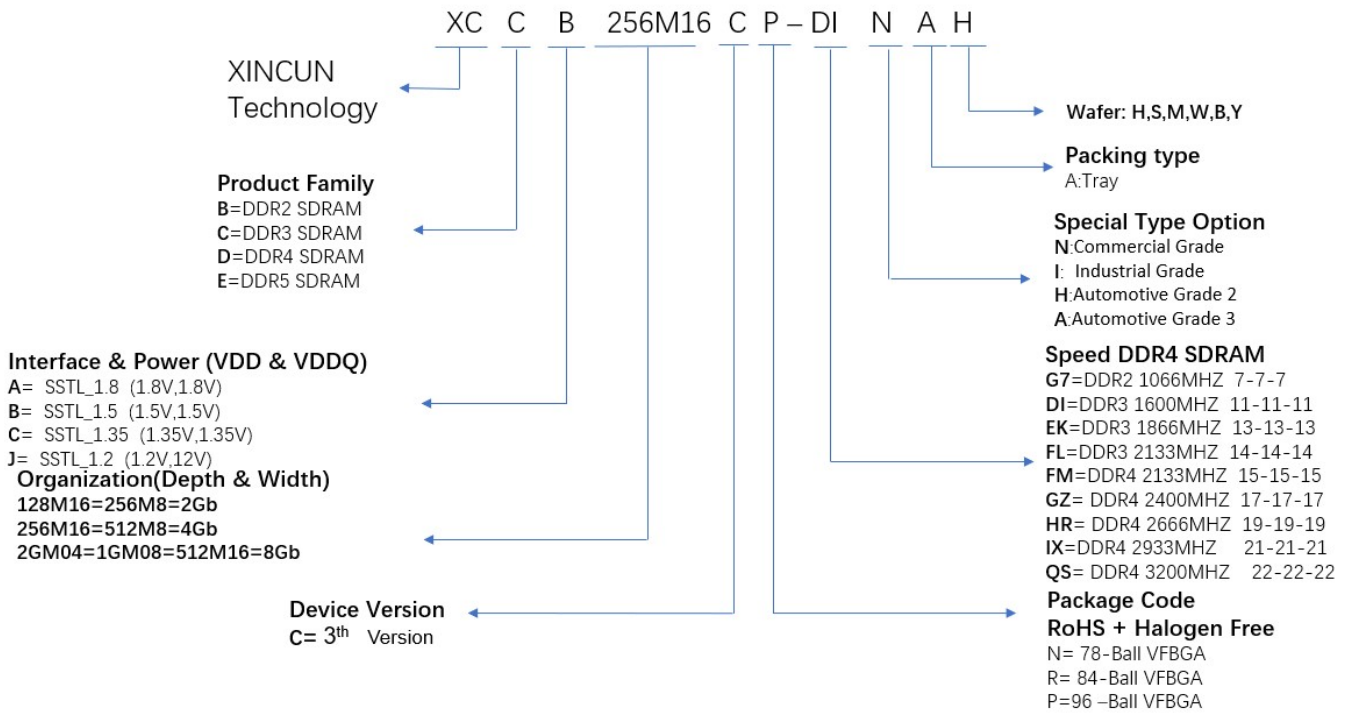 XC C B 256M16 C P – DI N A H
XINCUN
Technology
Product Family
B=DDR2 SDRAM
C=DDR3 SDRAM
D=DDR4 SDRAM
E=DDR5 SDRAM
Interface & Power (VDD & VDDQ)
A= SSTL_1.8 (1.8V,1.8V)
B= SSTL_1.5 (1.5V,1.5V)
C= SSTL_1.35 (1.35V,1.35V)
J= SSTL_1.2 (1.2V,12V)
Organization(Depth & Width)
128M16=256M8=2Gb
256M16=512M8=4Gb
2GM04=1GM08=512M16=8Gb
Device Version
C= 3th Version
Wafer: H,S,M,W,B,Y
Packing type
A:Tray
Special Type Option
N:Commercial Grade
I: Industrial Grade
H:Automotive Grade 2
A:Automotive Grade 3
Speed DDR4 SDRAM
G7=DDR2 1066MHZ 7-7-7
DI=DDR3 1600MHZ 11-11-11
EK=DDR3 1866MHZ 13-13-13
FL=DDR3 2133MHZ 14-14-14
FM=DDR4 2133MHZ 15-15-15
GZ= DDR4 2400MHZ 17-17-17
HR= DDR4 2666MHZ 19-19-19
IX=DDR4 2933MHZ 21-21-21
QS= DDR4 3200MHZ 22-22-22
Package Code
RoHS + Halogen Free
N= 78-Ball VFBGA
R= 84-Ball VFBGA
P=96 –Ball VFBGA